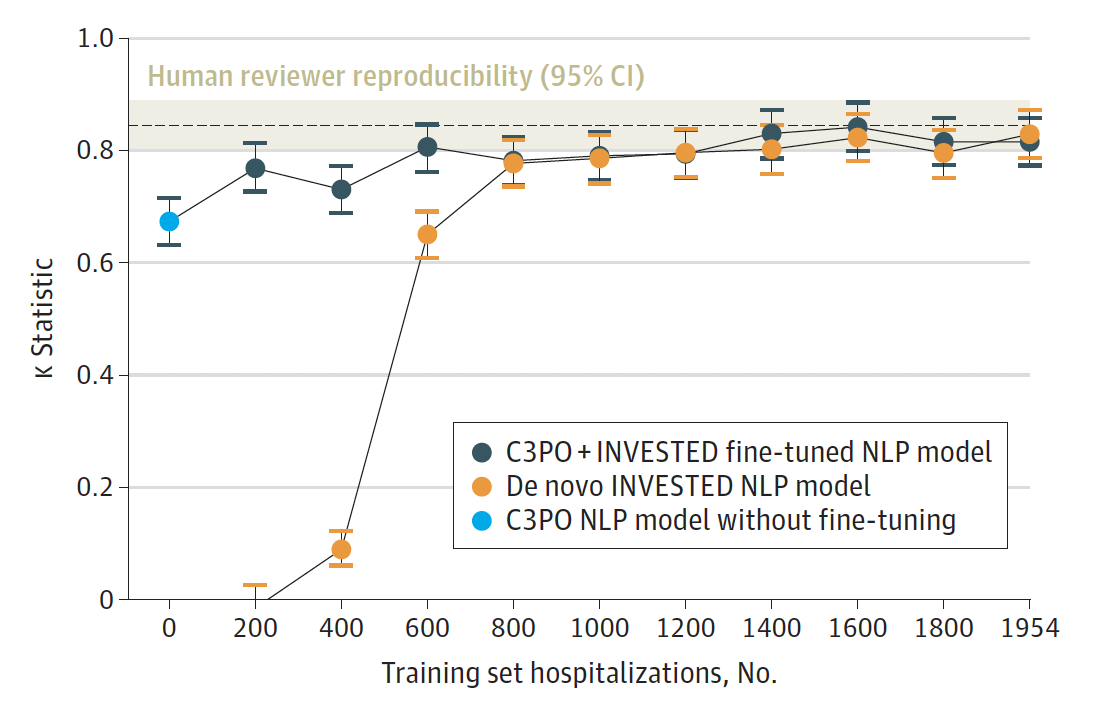 1.0
Human reviewer reproducibility (95% CI)
0.8
0.6
κ Statistic
0.4
C3PO + INVESTED fine-tuned NLP model
De novo INVESTED NLP model
C3PO NLP model without fine-tuning
0.2
0
0 200 400 600 800 1000 1200 1400 1600 1800 1954
Training set hospitalizations, No.